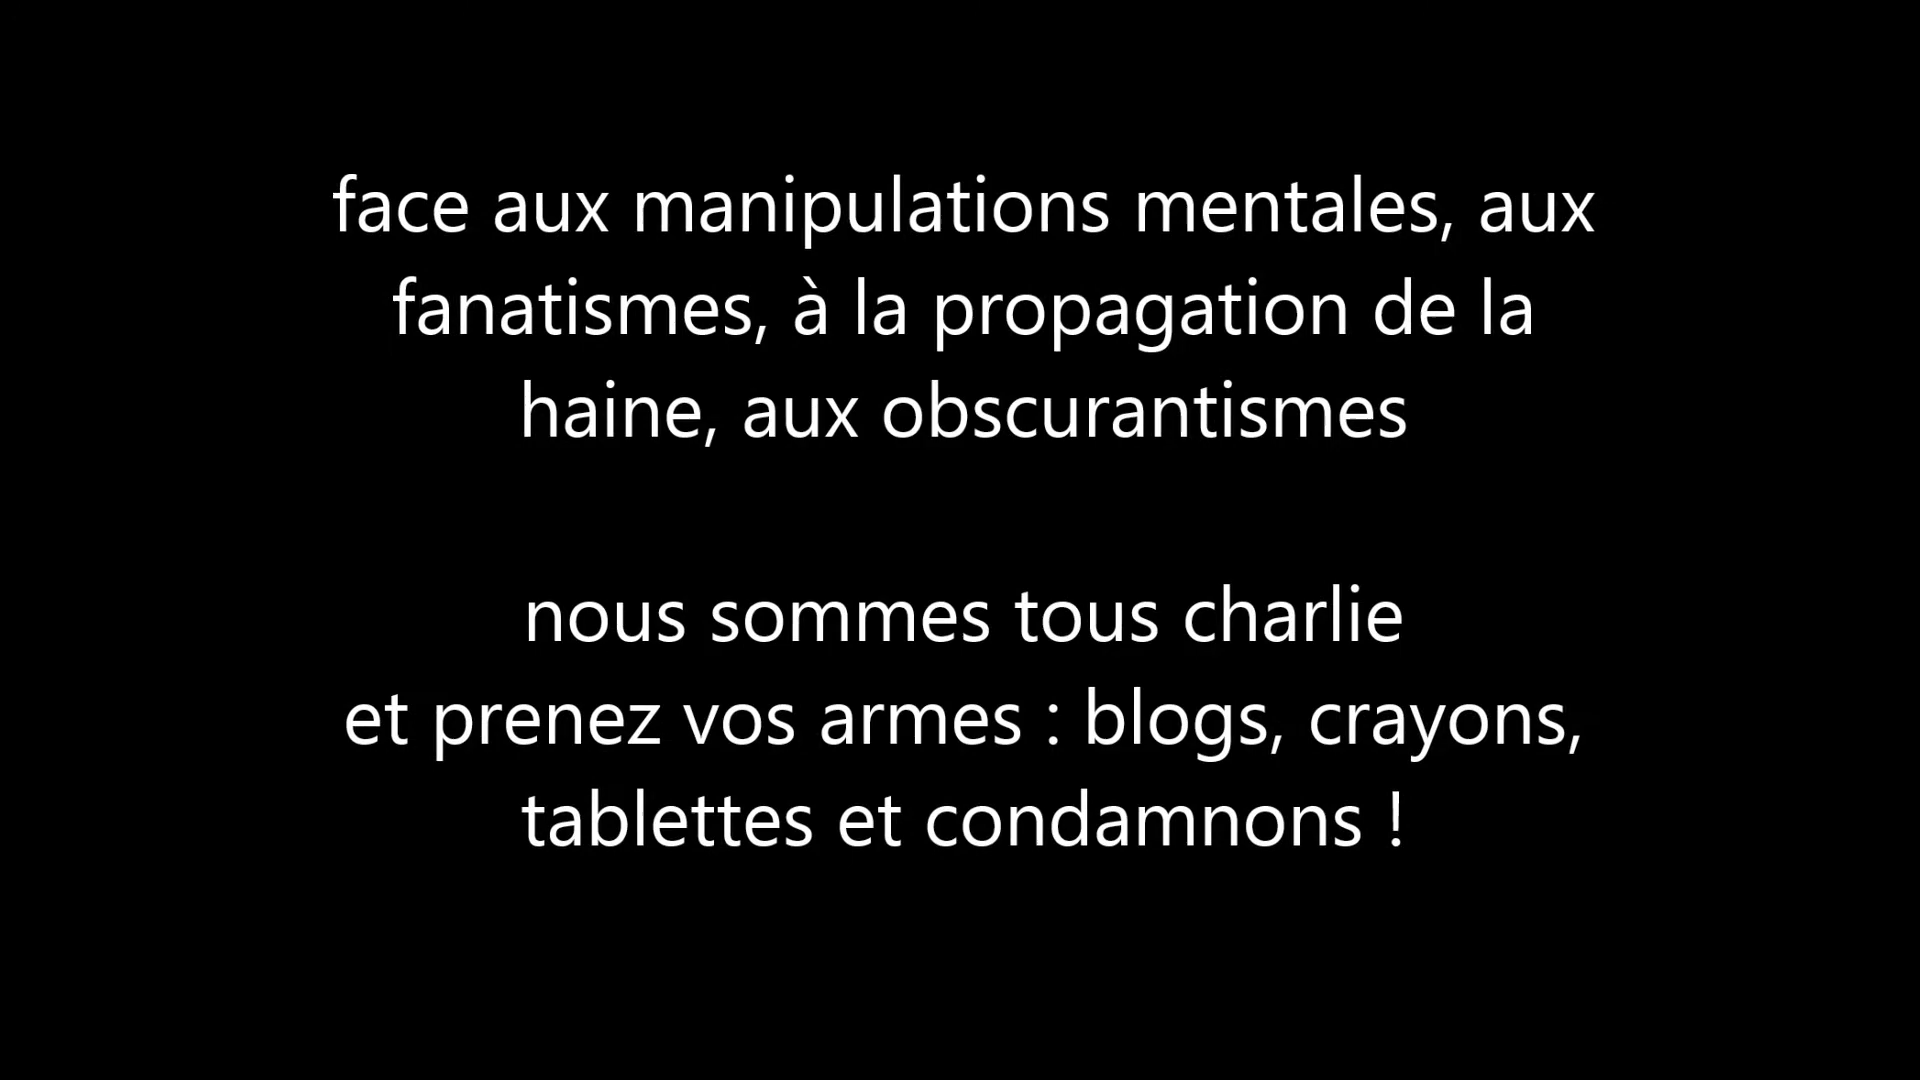 face aux manipulations mentales, aux
fanatismes, à la propagation de la
haine, aux obscurantismes
nous sommes tous charlie
et prenez vos armes : blogs, crayons,
tablettes et condamnons !